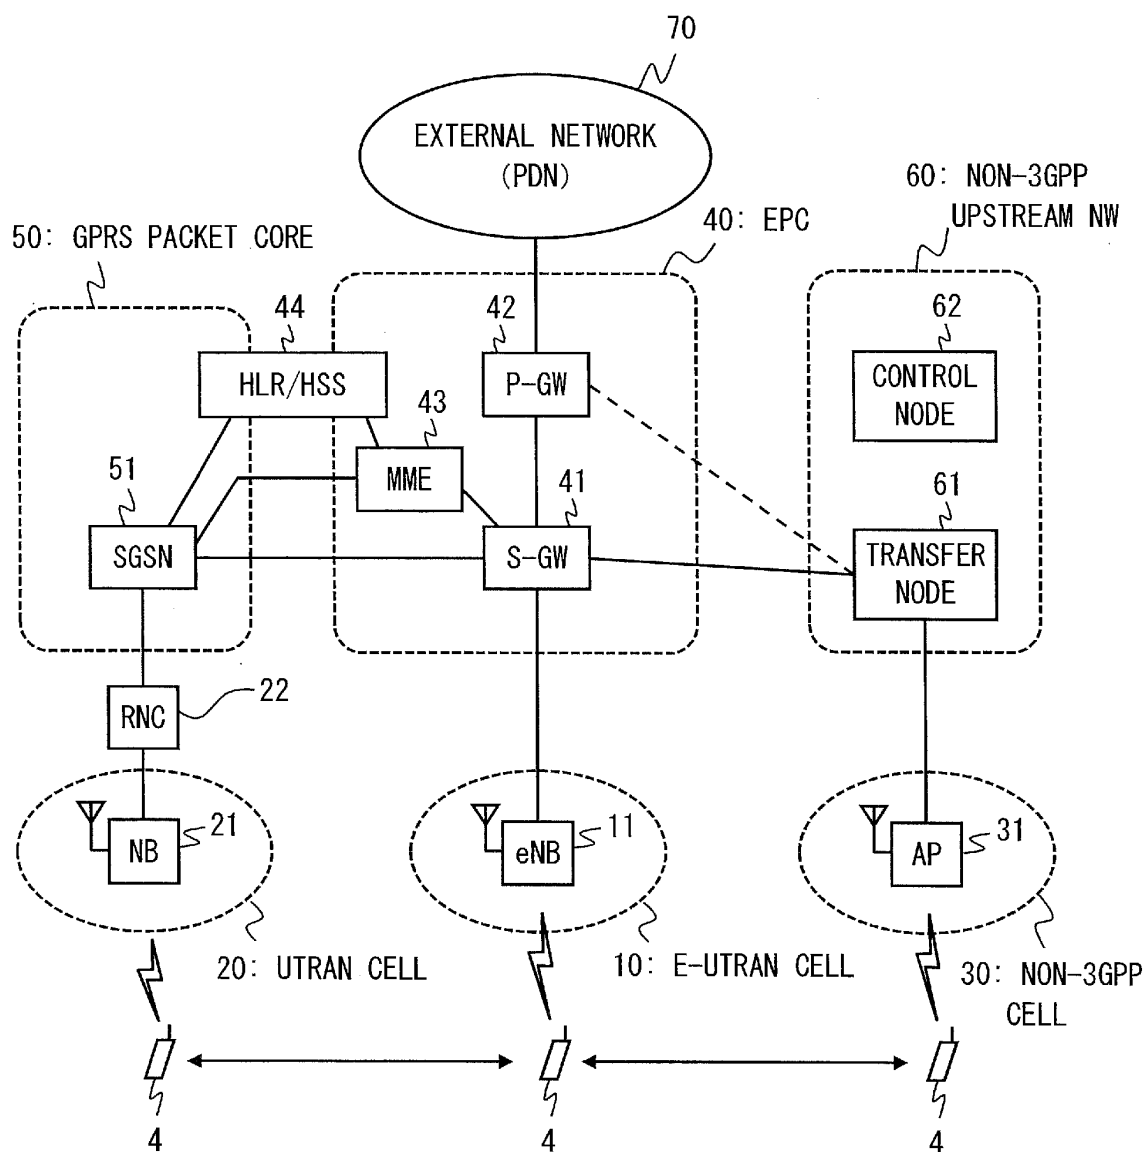 70
EXTERNAL NETWORK
(PDN)
60: NON-3GPP
UPSTREAM NW
40: EPC
50: GPRS PACKET CORE
44
42
62
HLR/HSS
P-GW
CONTROL
NODE
43
MME
51
41
61
SGSN
S-GW
TRANSFER
NODE
RNC
22
NB
21
eNB
11
AP
31
20: UTRAN CELL
10: E-UTRAN CELL
30: NON-3GPP
CELL
4
4
4